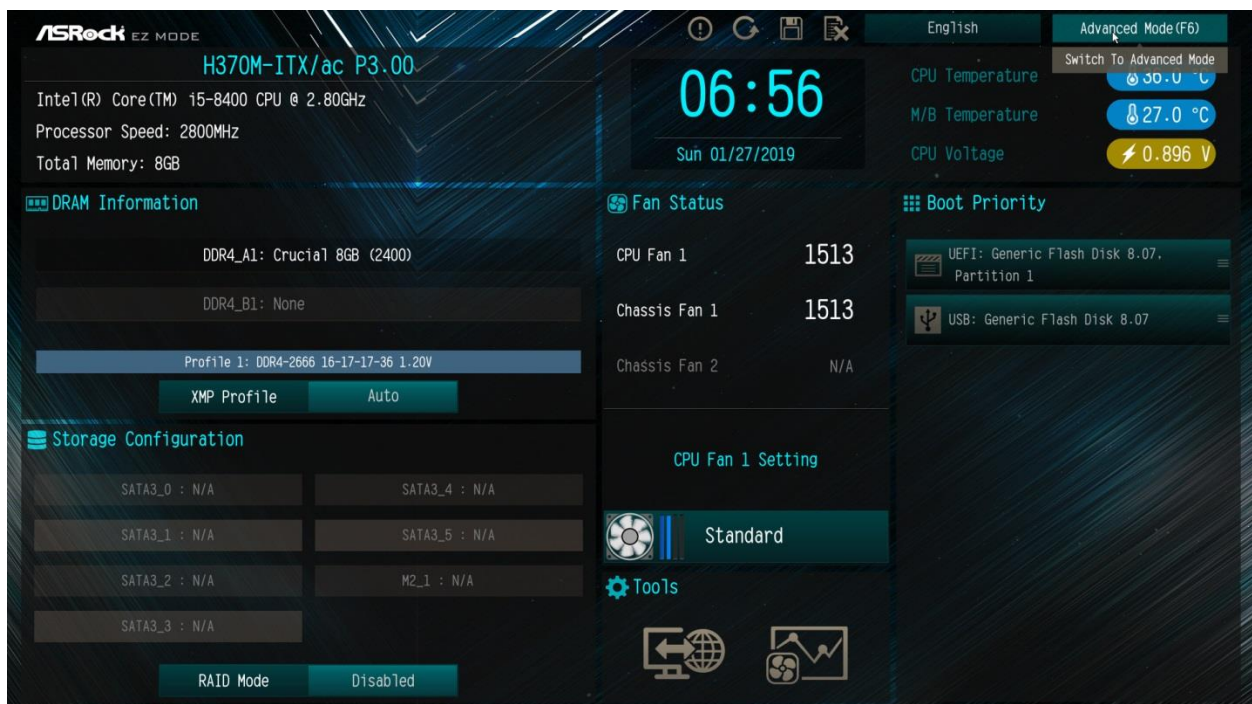 ASRock EZ MODE
English
Advanced Mode(F6)
Switch To Advanced Mode
H370M-ITX/ac P3.00
Intel(R) Core(TM) i5-8400 CPU @ 2.80GHz
Processor Speed: 2800MHz
Total Memory: 8GB
06:56
Sun 01/27/2019
CPU Temperature
36.0 °C
M/B Temperature
27.0 °C
CPU Voltage
0.896 V
DRAM Information
DDR4_A1: Crucial 8GB (2400)
DDR4_B1: None
Profile 1: DDR4-2666 16-17-17-36 1.20V
XMP Profile
Auto
Storage Configuration
SATA3_0 : N/A
SATA3_4 : N/A
SATA3_1 : N/A
SATA3_5 : N/A
SATA3_2 : N/A
M2_1 : N/A
SATA3_3 : N/A
RAID Mode
Disabled
Fan Status
CPU Fan 1
1513
Chassis Fan 1
1513
Chassis Fan 2
N/A
CPU Fan 1 Setting
Standard
Tools
Boot Priority
UEFI: Generic Flash Disk 8.07,
Partition 1
USB: Generic Flash Disk 8.07